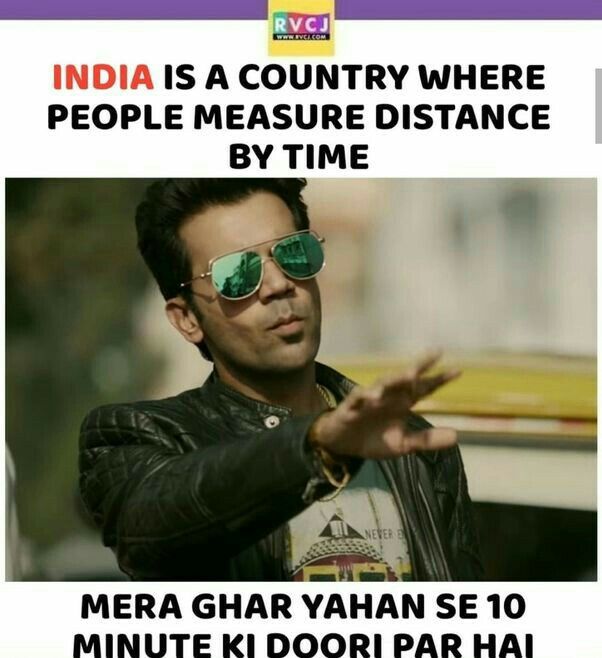 RVCJ
WWW.RVCJ.COM
INDIA IS A COUNTRY WHERE
PEOPLE MEASURE DISTANCE
BY TIME
NEVER
MERA GHAR YAHAN SE 10
MINUTE KI DOORI PAR HAI